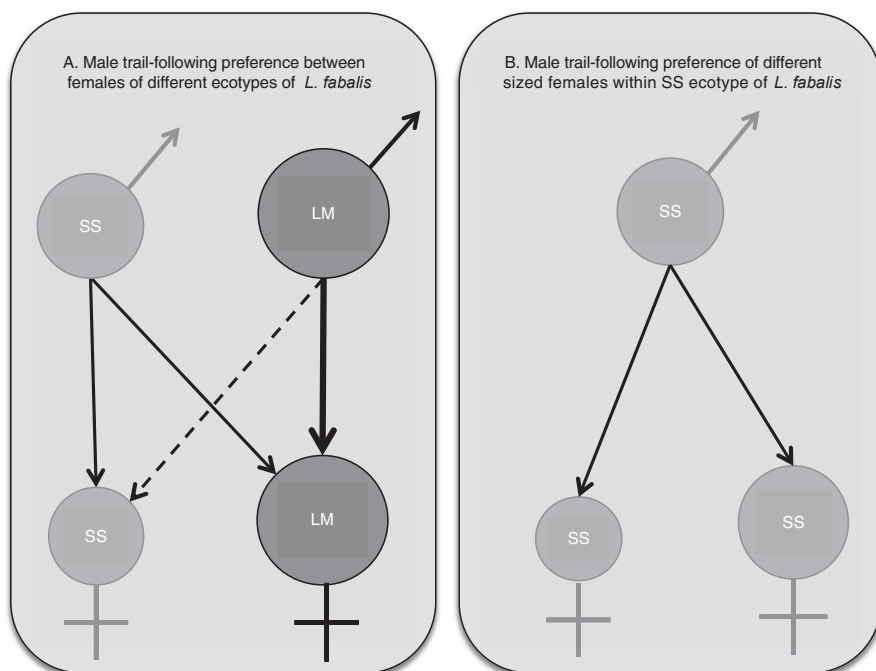 A. Male trail-following preference between
females of different ecotypes of L. fabalis
SS
LM
SS
LM
B. Male trail-following preference of different
sized females within SS ecotype of L. fabalis
SS
SS
SS